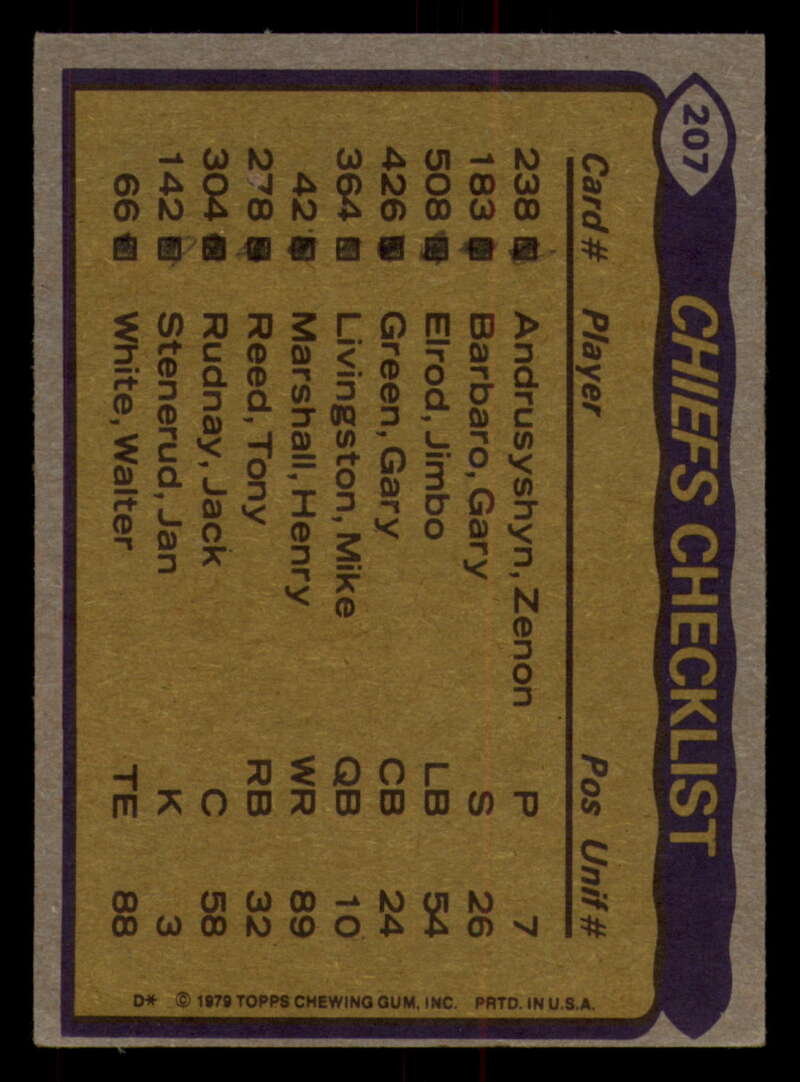 207
CHIEFS CHECKLIST
Card # Player Pos Unif #
238 Andrusyshyn, Zenon P 7
183 Barbaro, Gary S 26
508 Elrod, Jimbo LB 54
426 Green, Gary CB 24
364 Livingston, Mike QB 10
42 Marshall, Henry WR 89
278 Reed, Tony RB 32
304 Rudnay, Jack C 58
142 Stenerud, Jan K 3
66 White, Walter TE 88
D* © 1979 TOPPS CHEWING GUM, INC. PRTD. IN U.S.A.